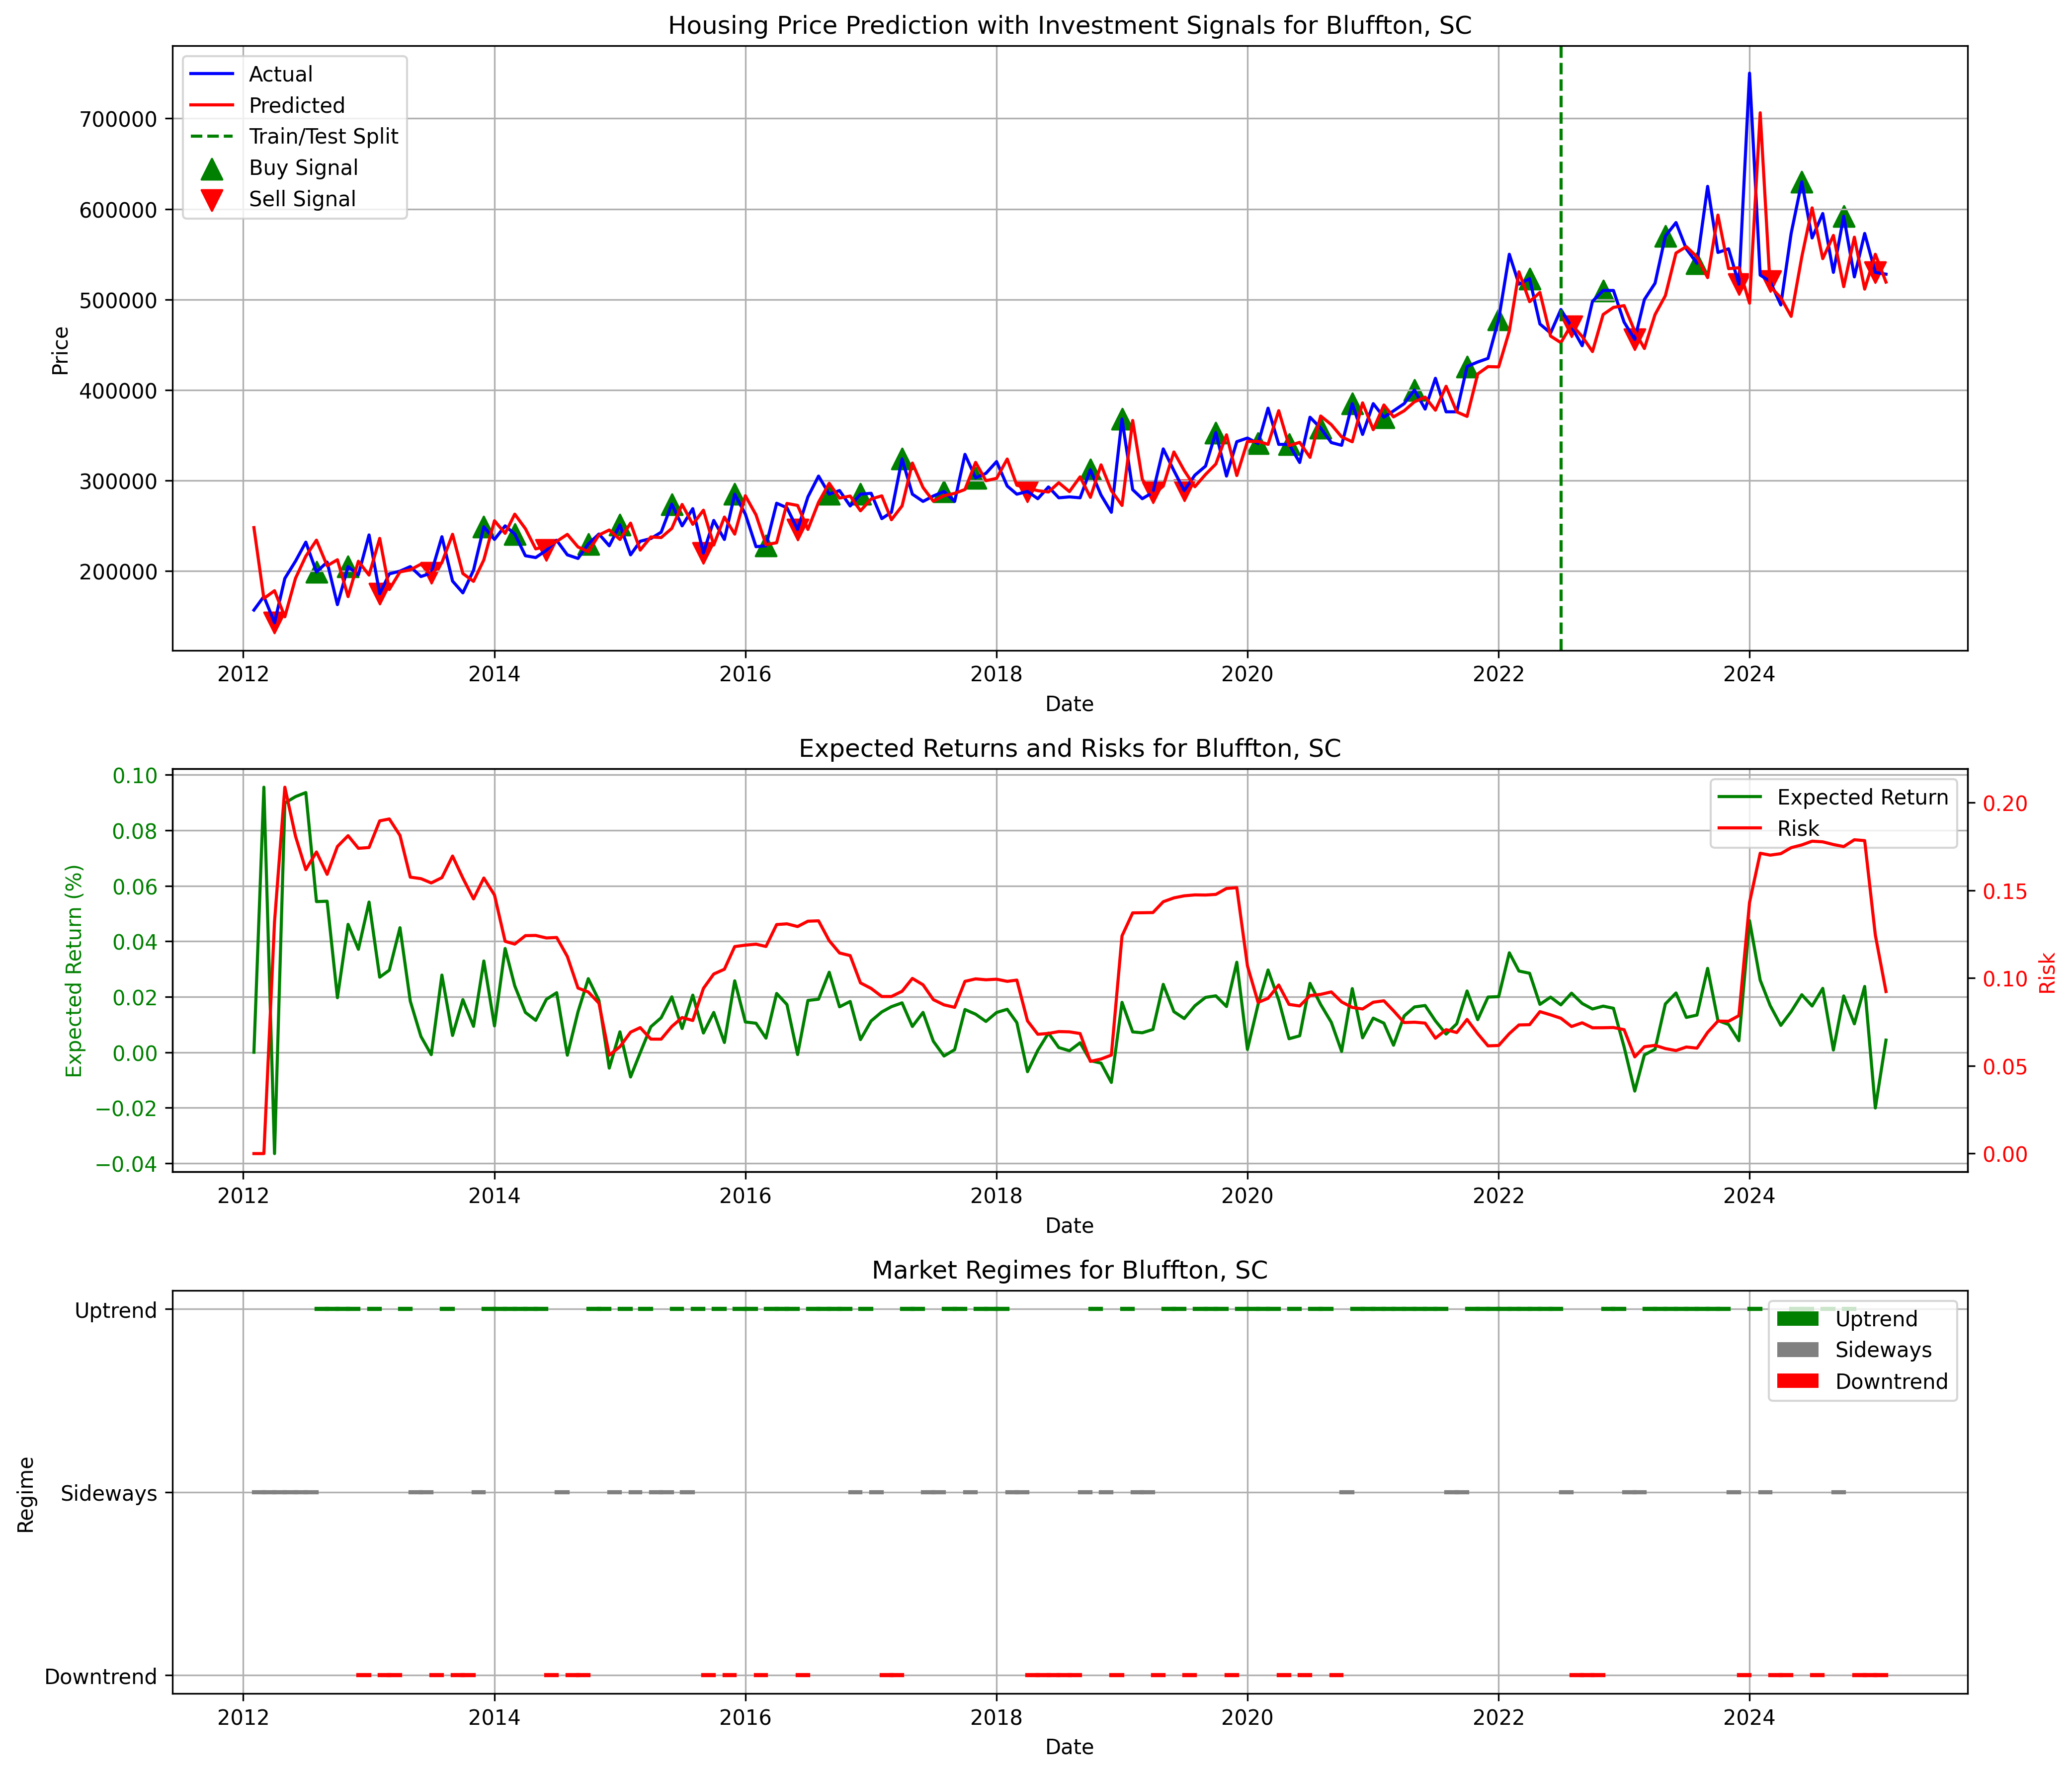 Housing Price Prediction with Investment Signals for Bluffton, SC
Actual
Predicted
Train/Test Split
Buy Signal
Sell Signal
Price
700000
600000
500000
400000
300000
200000
2012 2014 2016 2018 2020 2022 2024
Date
Expected Returns and Risks for Bluffton, SC
Expected Return
Risk
Expected Return (%)
0.10
0.08
0.06
0.04
0.02
0.00
−0.02
−0.04
0.20
0.15
0.10
0.05
0.00
Risk
2012 2014 2016 2018 2020 2022 2024
Date
Market Regimes for Bluffton, SC
Uptrend
Sideways
Downtrend
Regime
Uptrend
Sideways
Downtrend
2012 2014 2016 2018 2020 2022 2024
Date